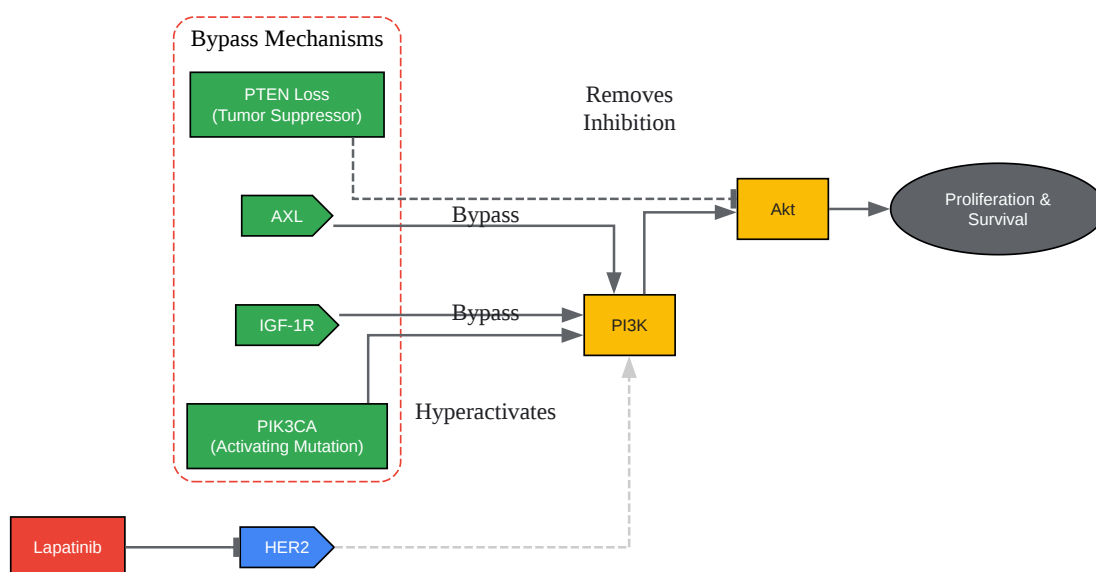 Bypass Mechanisms
PTEN Loss
(Tumor Suppressor)
Removes
Inhibition
AXL
Bypass
Akt
Proliferation &
Survival
IGF-1R
Bypass
PI3K
Hyperactivates
PIK3CA
(Activating Mutation)
Lapatinib
HER2